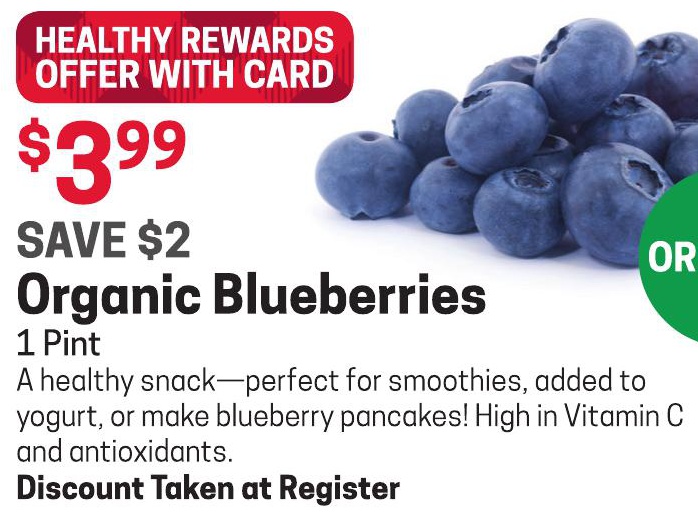 HEALTHY REWARDS
OFFER WITH CARD
$3.99
SAVE $2
Organic Blueberries
OR
1 Pint
A healthy snack—perfect for smoothies, added to
yogurt, or make blueberry pancakes! High in Vitamin C
and antioxidants.
Discount Taken at Register